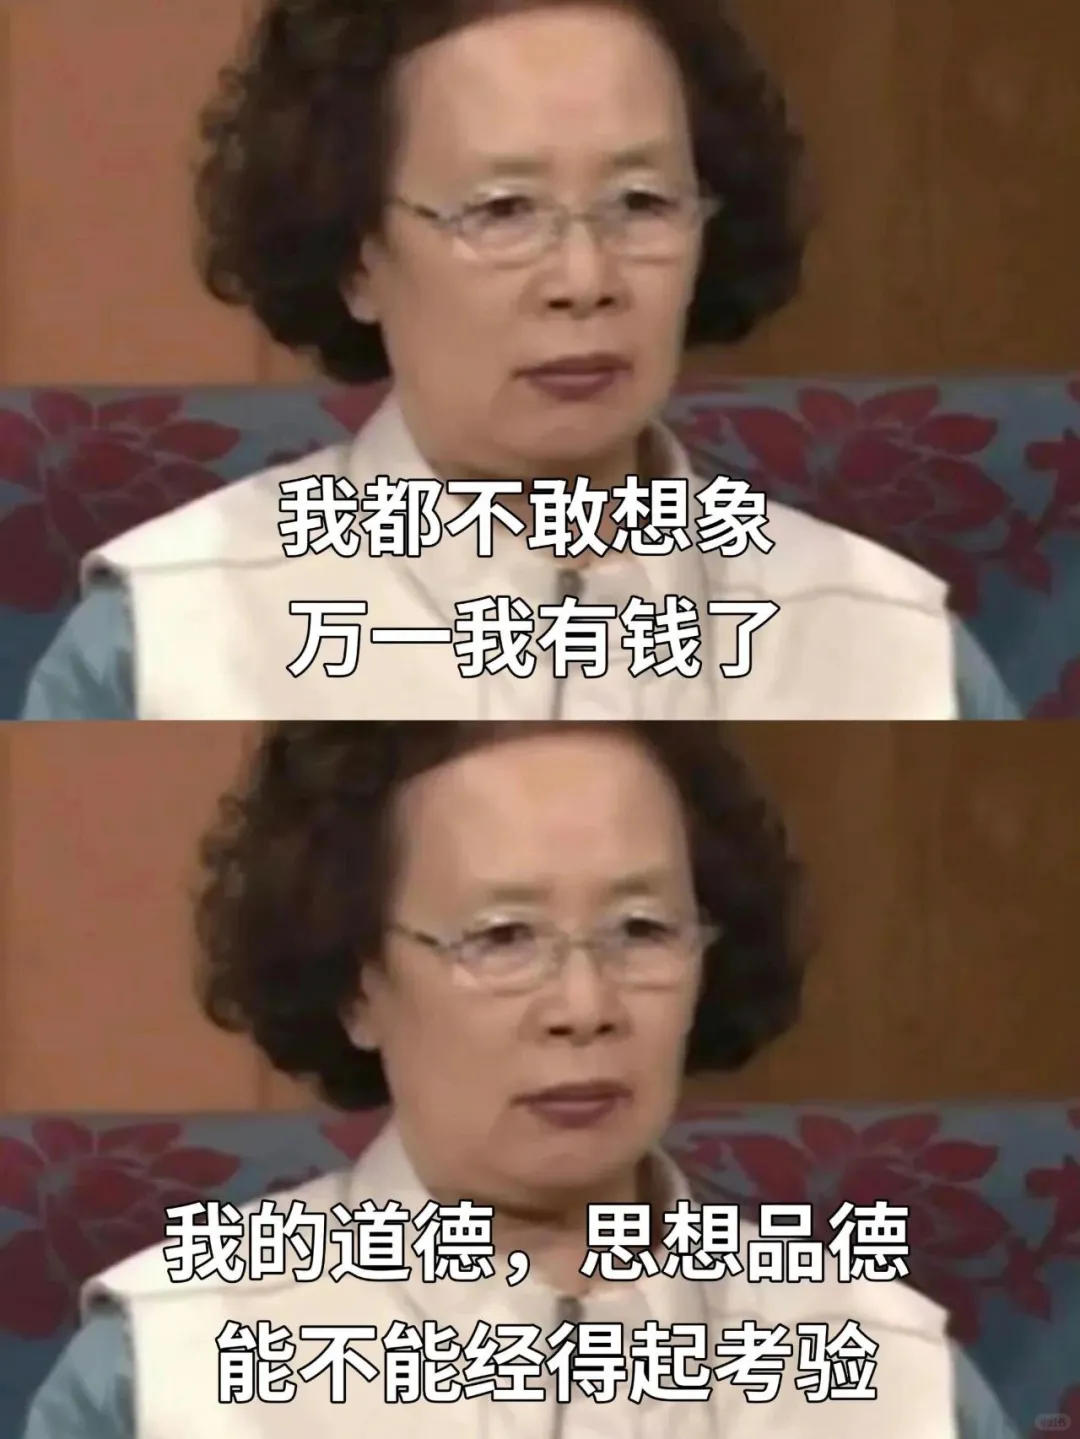 我都不敢想象
万一我有钱了
我的道德，思想品德
能不能经得起考验